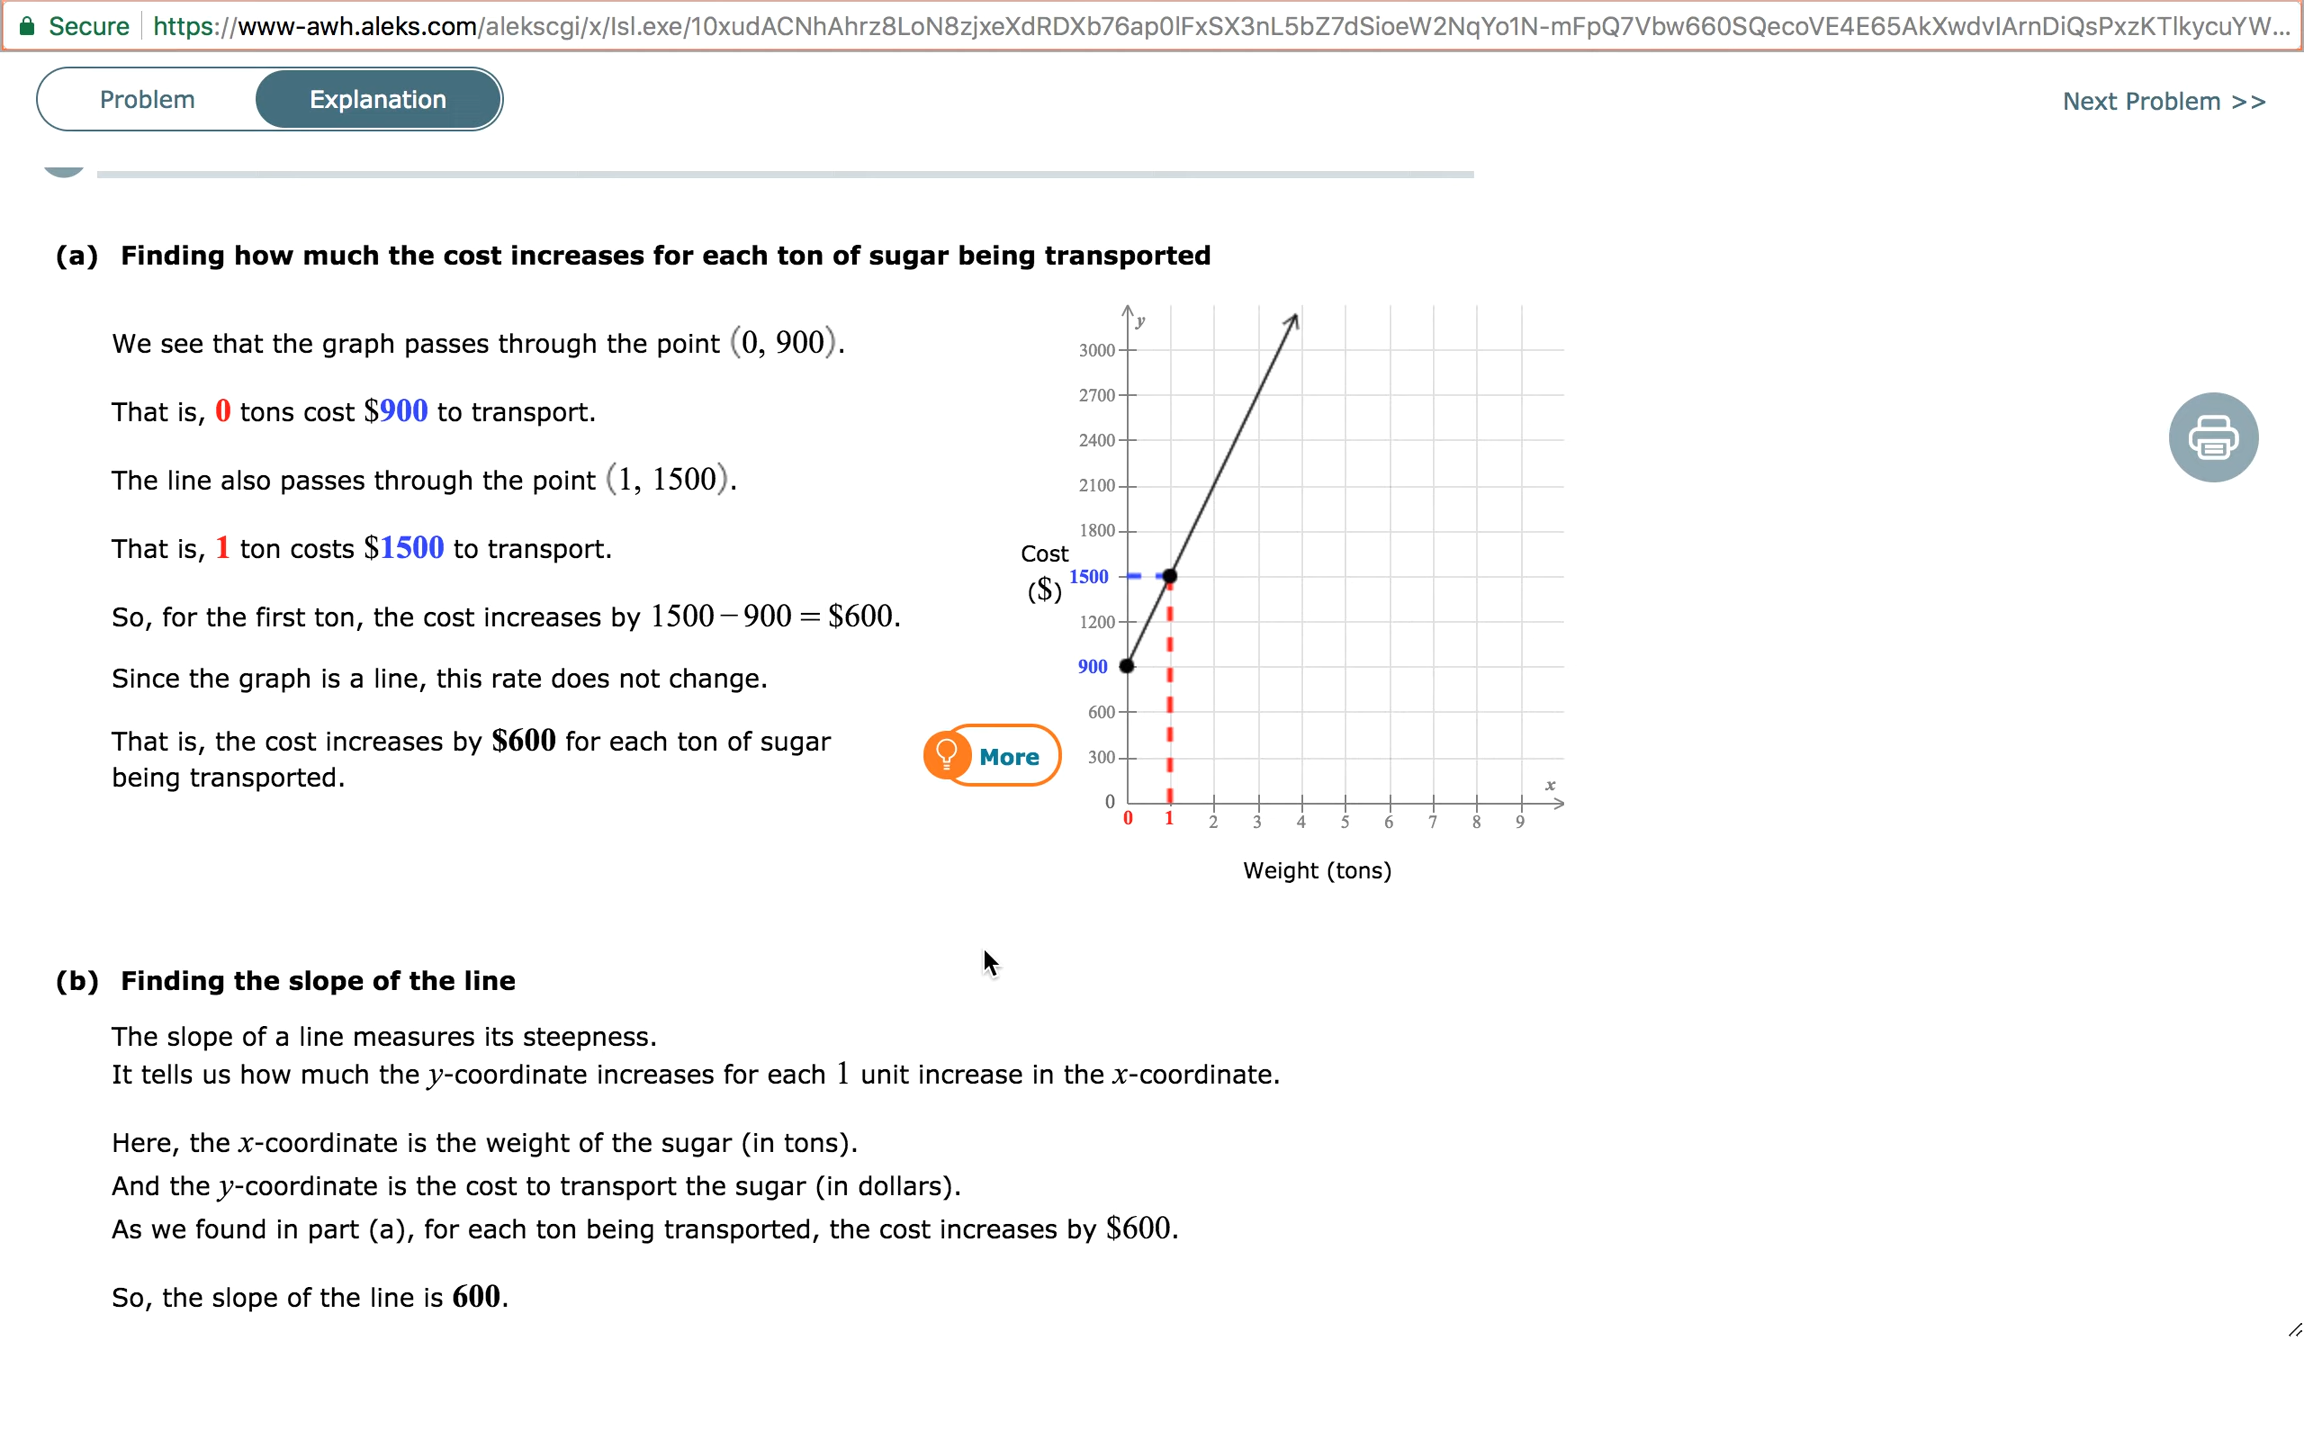 Secure https://www-awh.aleks.com/alekscgi/x/Isl.exe/10xudACNhAhrz8LoN8zjxeXdRDXb76ap0lFxSX3nL5bZ7dSioeW2NqYo1N-mFpQ7Vbw660SQecoVE4E65AkXwdvIArnDiQsPxzKTlkycuYW...
Problem Explanation Next Problem >>
(a) Finding how much the cost increases for each ton of sugar being transported
We see that the graph passes through the point (0, 900).
That is, 0 tons cost $900 to transport.
The line also passes through the point (1, 1500).
That is, 1 ton costs $1500 to transport.
So, for the first ton, the cost increases by 1500 – 900 = $600.
Since the graph is a line, this rate does not change.
That is, the cost increases by $600 for each ton of sugar
being transported.
More
y
3000
2700
2400
2100
1800
Cost
($)
1500
1200
900
600
300
0
x
0 1 2 3 4 5 6 7 8 9
Weight (tons)
(b) Finding the slope of the line
The slope of a line measures its steepness.
It tells us how much the y-coordinate increases for each 1 unit increase in the x-coordinate.
Here, the x-coordinate is the weight of the sugar (in tons).
And the y-coordinate is the cost to transport the sugar (in dollars).
As we found in part (a), for each ton being transported, the cost increases by $600.
So, the slope of the line is 600.